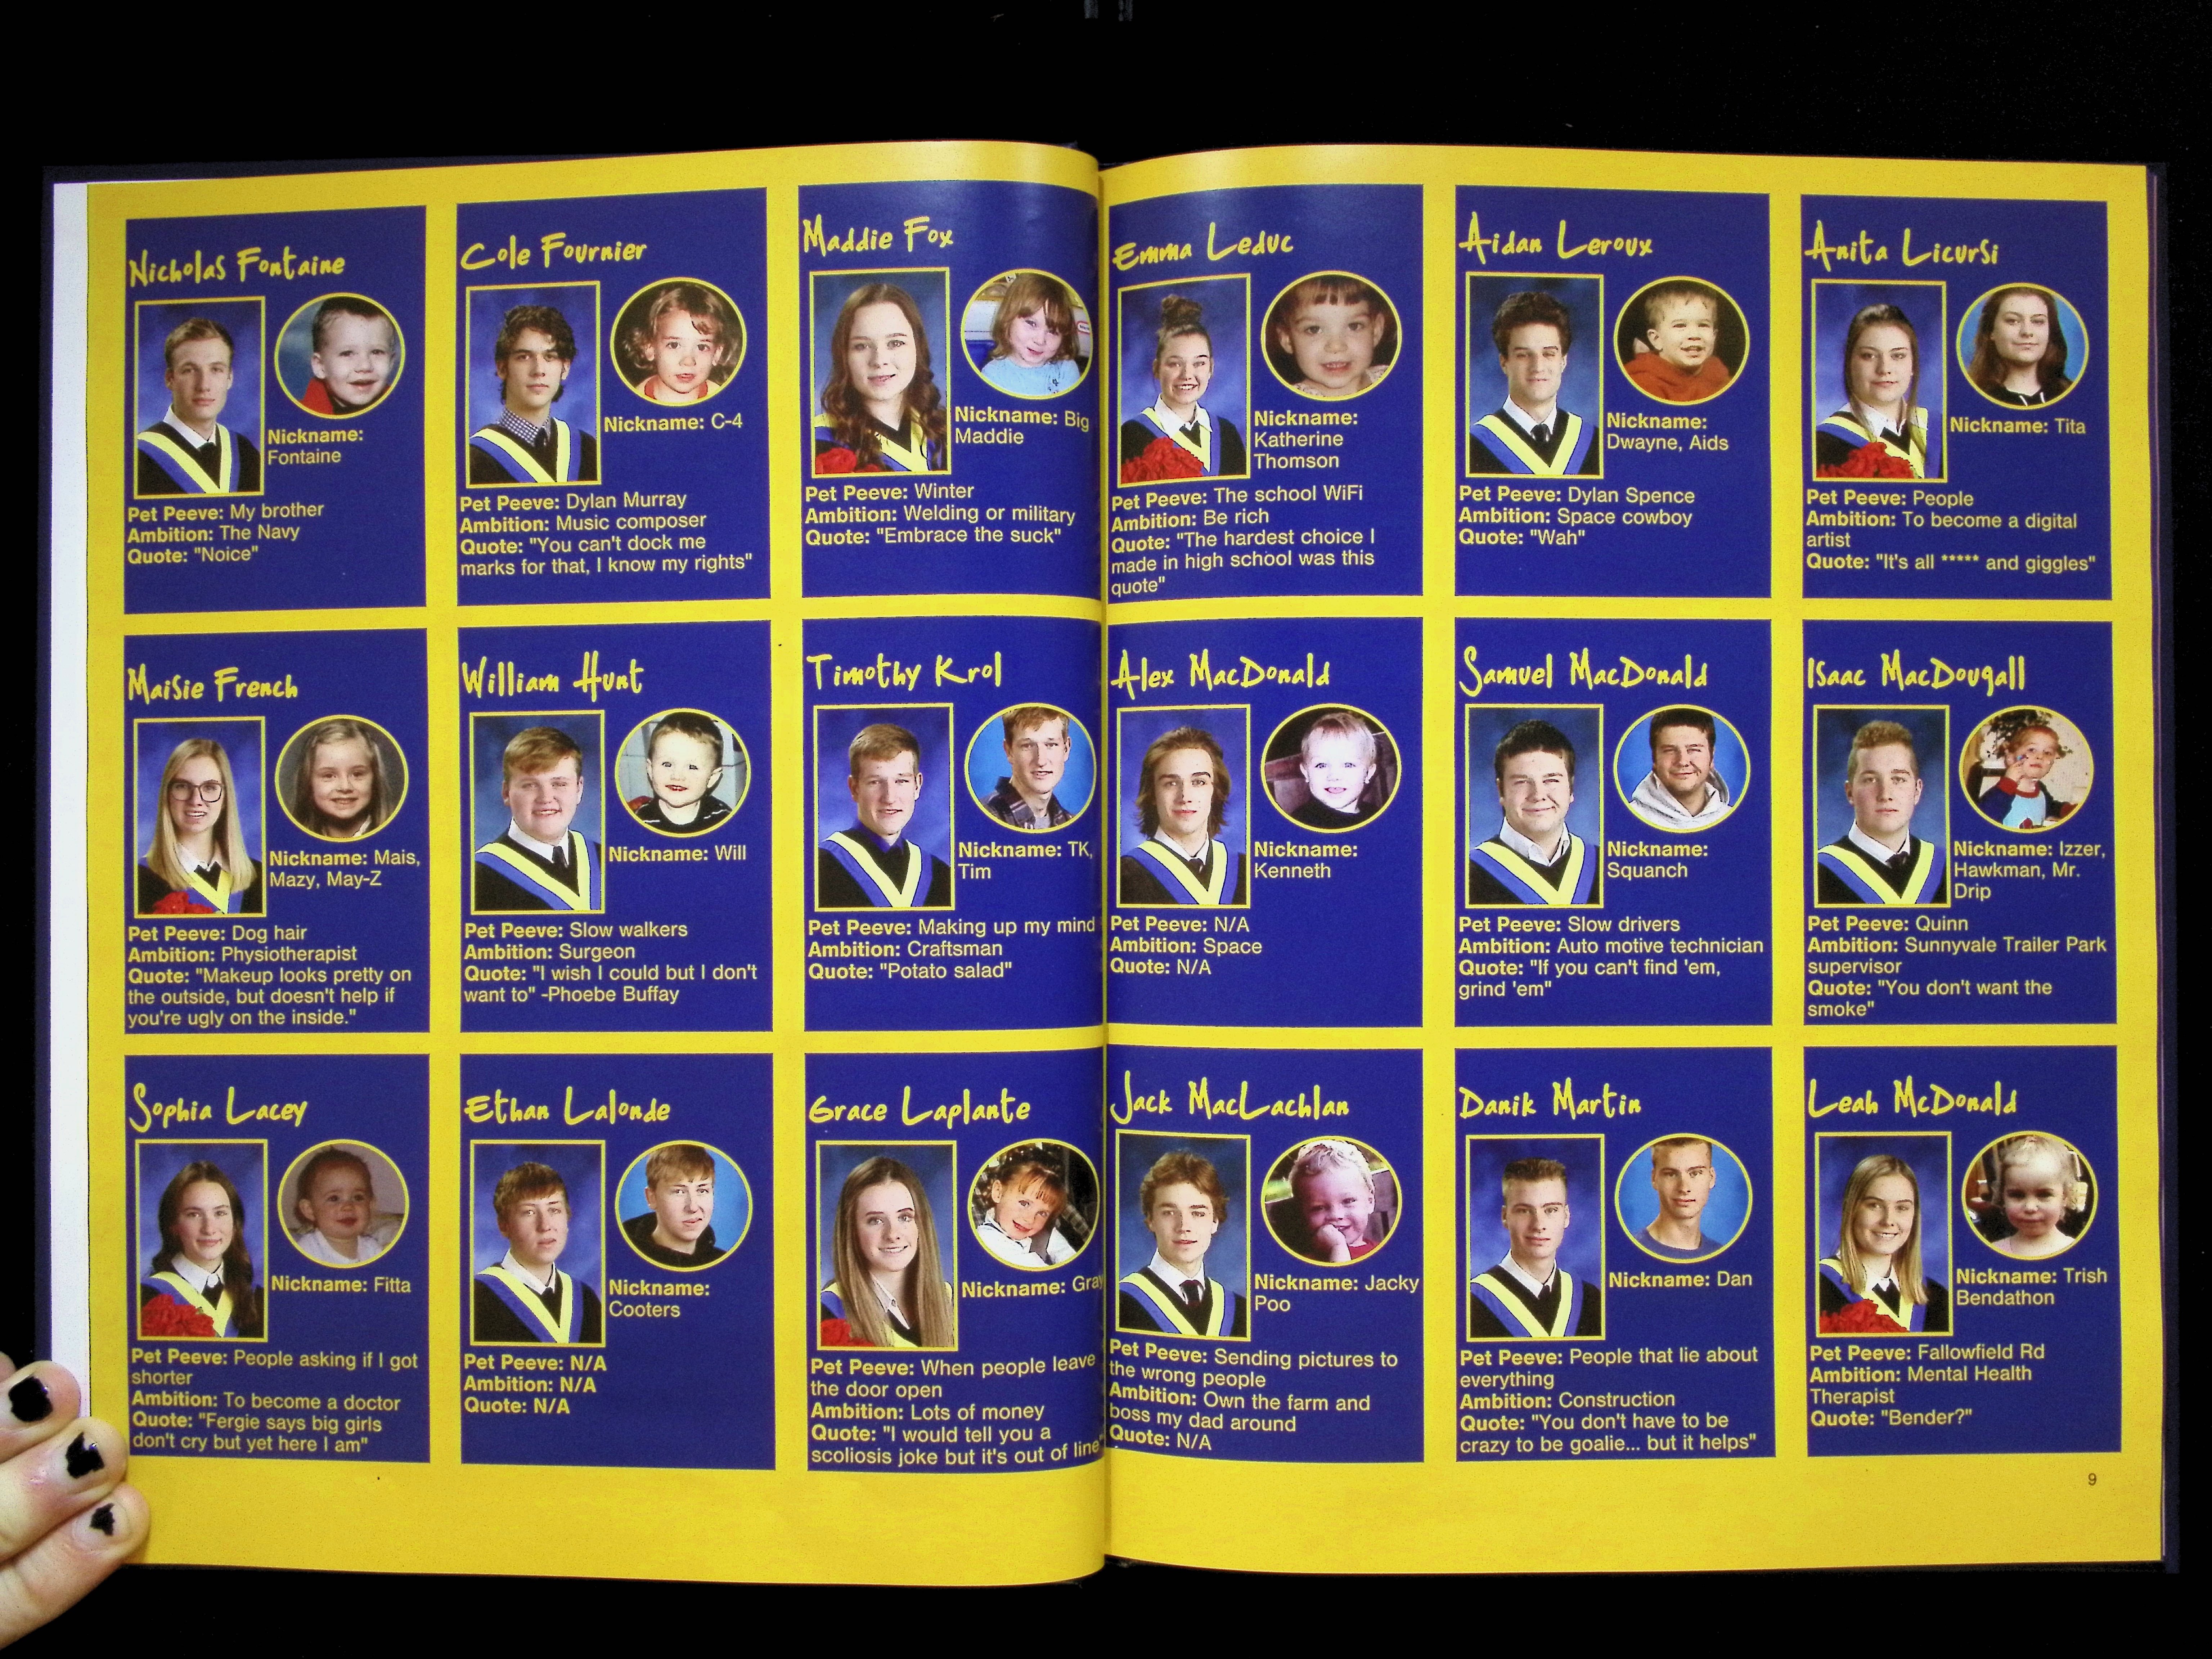 Nicholas Fontaine
Nickname:
Fontaine
Pet Peeve: My brother
Ambition: The Navy
Quote: "Noice"
Cole Fournier
Nickname: C-4
Pet Peeve: Dylan Murray
Ambition: Music composer
Quote: "You can't dock me
marks for that, I know my rights"
Maddie Fox
Nickname: Big
Maddie
Pet Peeve: Winter
Ambition: Welding or military
Quote: "Embrace the suck"
Maisie French
Nickname: Mais,
Mazy, May-Z
Pet Peeve: Dog hair
Ambition: Physiotherapist
Quote: "Makeup looks pretty on
the outside, but doesn't help if
you're ugly on the inside."
William Hunt
Nickname: Will
Pet Peeve: Slow walkers
Ambition: Surgeon
Quote: "I wish I could but I don't
want to" -Phoebe Buffay
Timothy Krol
Nickname: TK,
Tim
Pet Peeve: Making up my mind
Ambition: Craftsman
Quote: "Potato salad"
Sophia Lacey
Nickname: Fitta
Pet Peeve: People asking if I got
shorter
Ambition: To become a doctor
Quote: "Fergie says big girls
don't cry but yet here I am"
Ethan Lalonde
Nickname:
Cooters
Pet Peeve: N/A
Ambition: N/A
Quote: N/A
Grace Laplante
Nickname: Gray
Pet Peeve: When people leave
the door open
Ambition: Lots of money
Quote: "I would tell you a
scoliosis joke but it's out of line"
Emma Leduc
Nickname:
Katherine
Thomson
Pet Peeve: The school WiFi
Ambition: Be rich
Quote: "The hardest choice I
made in high school was this
quote"
Aidan Leroux
Nickname:
Dwayne, Aids
Pet Peeve: Dylan Spence
Ambition: Space cowboy
Quote: "Wah"
Anita Licursi
Nickname: Tita
Pet Peeve: People
Ambition: To become a digital
artist
Quote: "It's all ***** and giggles"
Alex MacDonald
Nickname:
Kenneth
Pet Peeve: N/A
Ambition: Space
Quote: N/A
Samuel MacDonald
Nickname:
Squanch
Pet Peeve: Slow drivers
Ambition: Auto motive technician
Quote: "If you can't find 'em,
grind 'em"
Isaac MacDougall
Nickname: Izzer,
Hawkman, Mr.
Drip
Pet Peeve: Quinn
Ambition: Sunnyvale Trailer Park
supervisor
Quote: "You don't want the
smoke"
Jack MacLachlan
Nickname: Jacky
Poo
Pet Peeve: Sending pictures to
the wrong people
Ambition: Own the farm and
boss my dad around
Quote: N/A
Danik Martin
Nickname: Dan
Pet Peeve: People that lie about
everything
Ambition: Construction
Quote: "You don't have to be
crazy to be goalie... but it helps"
Leah McDonald
Nickname: Trish
Bendathon
Pet Peeve: Fallowfield Rd
Ambition: Mental Health
Therapist
Quote: "Bender?"
9